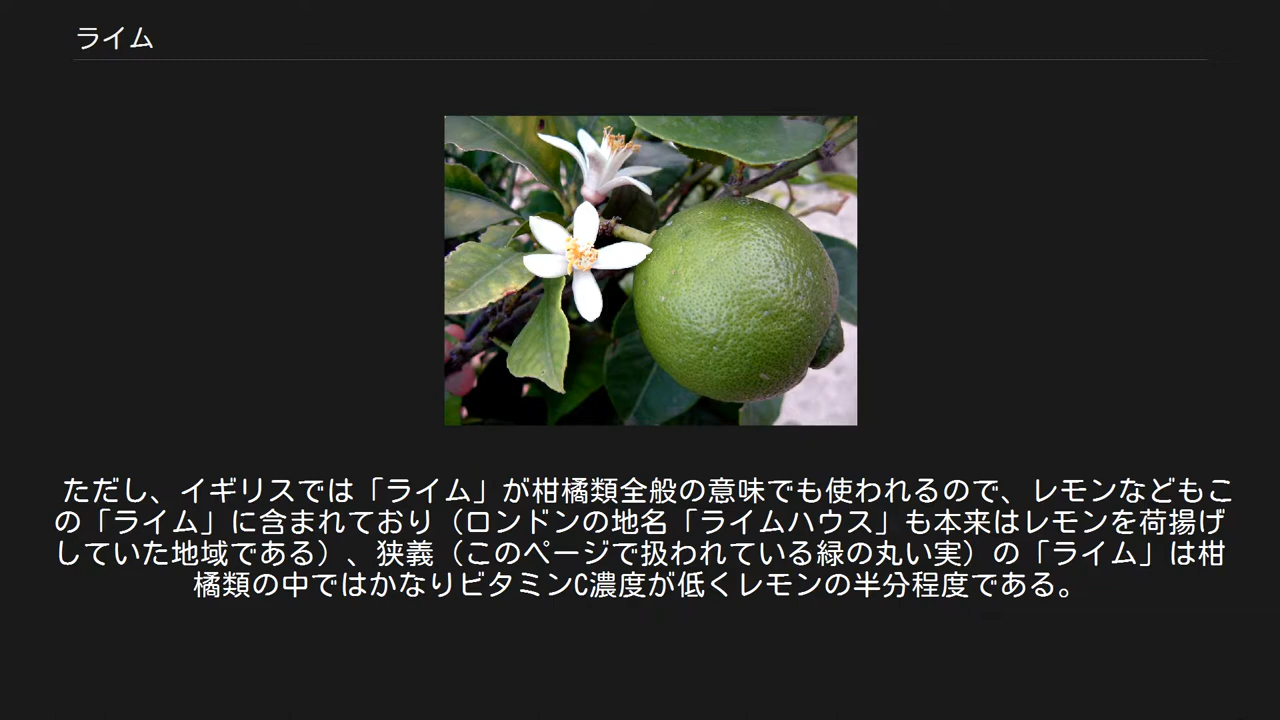 ライム
ただし、イギリスでは「ライム」が柑橘類全般の意味でも使われるので、レモンなどもこ
の「ライム」に含まれており（ロンドンの地名「ライムハウス」も本来はレモンを荷揚げ
していた地域である）、狭義（このページで扱われている緑の丸い実）の「ライム」は柑
橘類の中ではかなりビタミンC濃度が低くレモンの半分程度である。